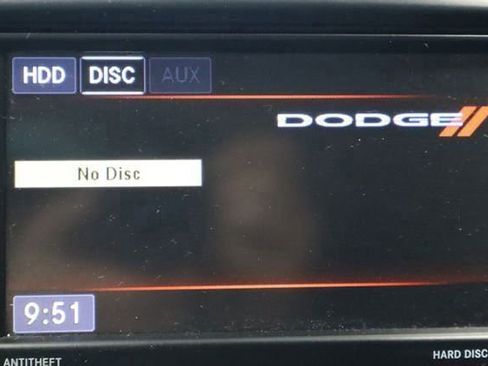 HDD DISC AUX
DODGE
No Disc
9:51
ANTITHEFT HARD DISC